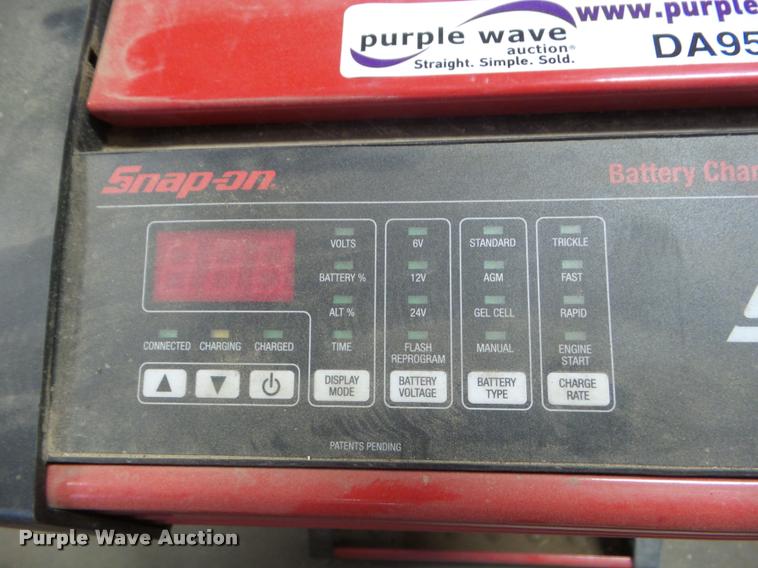 purple wave
auction®
Straight. Simple. Sold.
www.purple
DA95
Snap-on
Battery Char
VOLTS
BATTERY %
ALT %
TIME
DISPLAY
MODE
6V
12V
24V
FLASH
REPROGRAM
BATTERY
VOLTAGE
STANDARD
AGM
GEL CELL
MANUAL
BATTERY
TYPE
TRICKLE
FAST
RAPID
ENGINE
START
CHARGE
RATE
CONNECTED CHARGING CHARGED
PATENTS PENDING
Purple Wave Auction